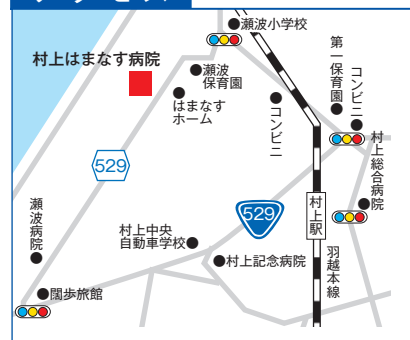 瀬波小学校
村上はまなす病院
瀬波
保育園
はまなす
ホーム
コンビニ
第一保育園
コンビニ
村上総合病院
529
529
村上駅
羽越本線
瀬波病院
村上中央
自動車学校
村上記念病院
闊歩旅館